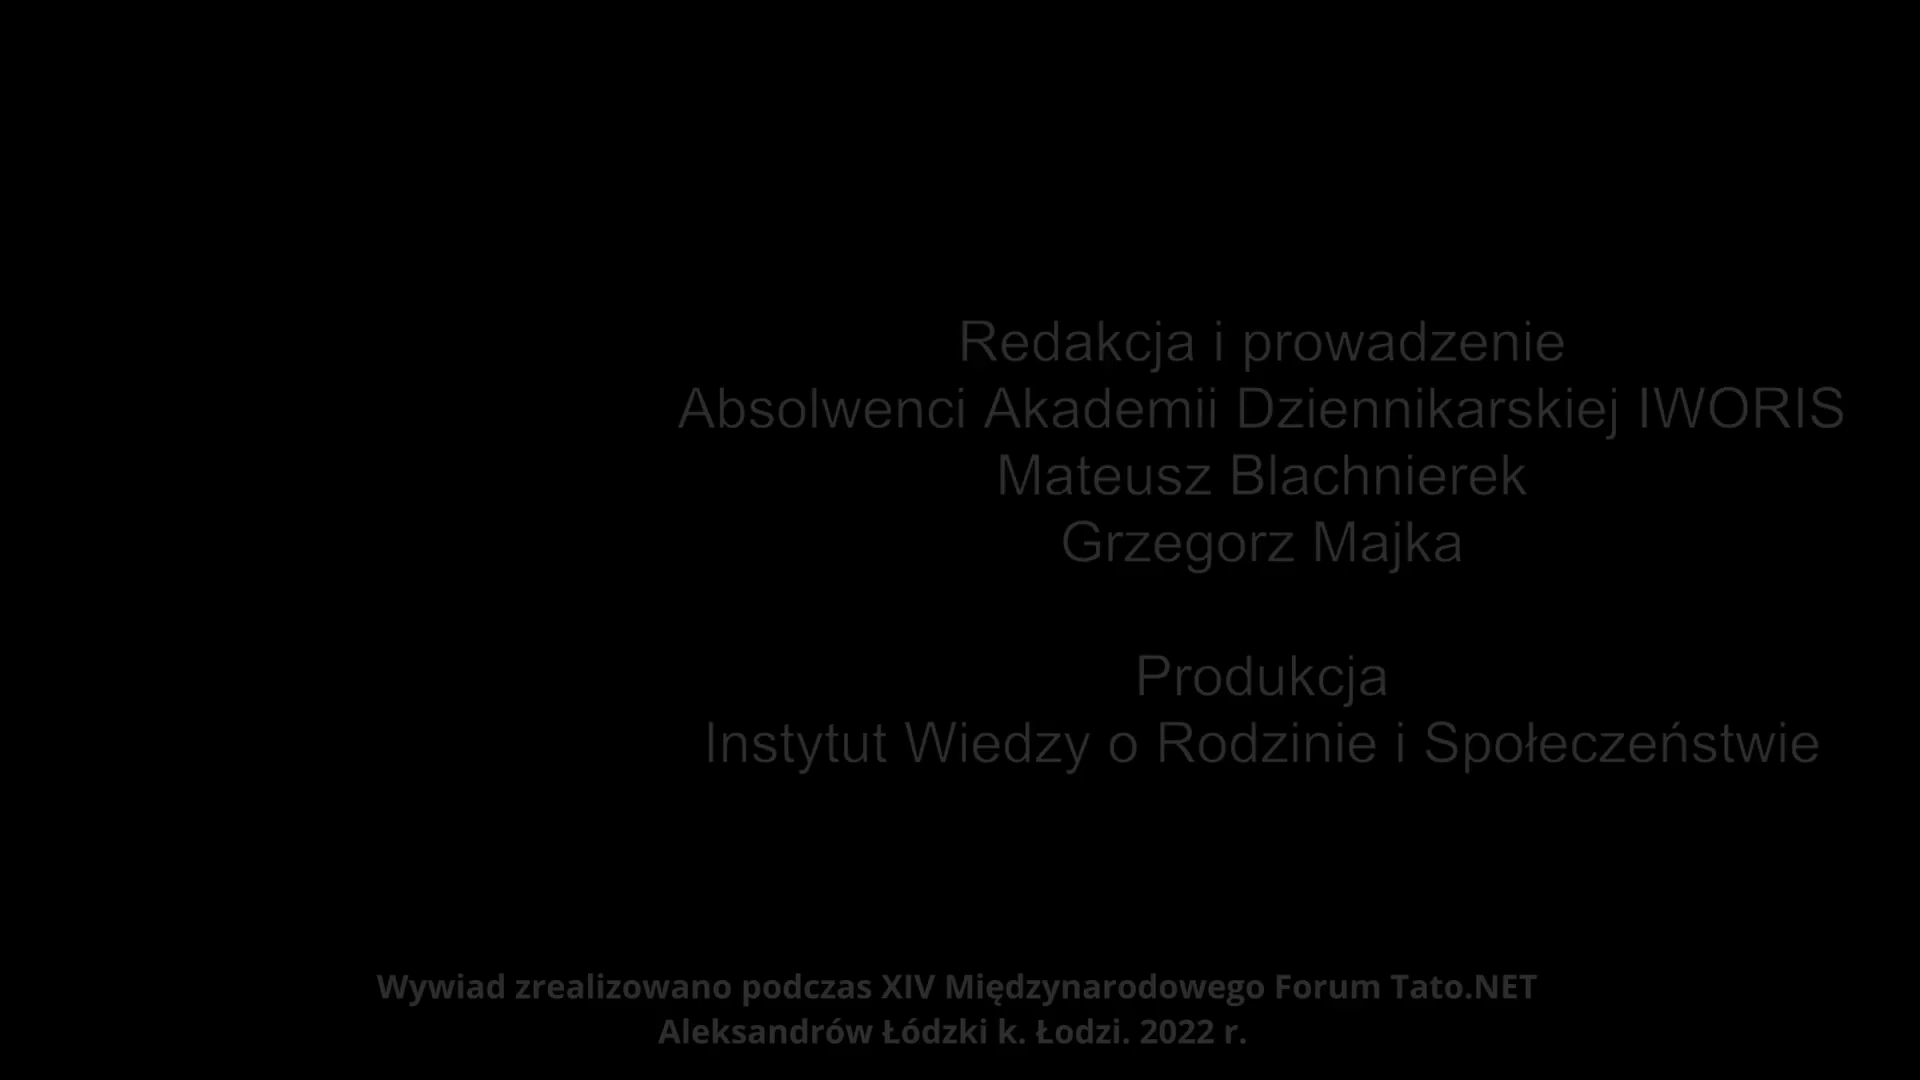 Redakcja i prowadzenie
Absolwenci Akademii Dziennikarskiej IWORIS
Mateusz Blachnierek
Grzegorz Majka
Produkcja
Instytut Wiedzy o Rodzinie i Społeczeństwie
Wywiad zrealizowano podczas XIV Międzynarodowego Forum Tato.NET
Aleksandrów Łódzki k. Łodzi. 2022 r.